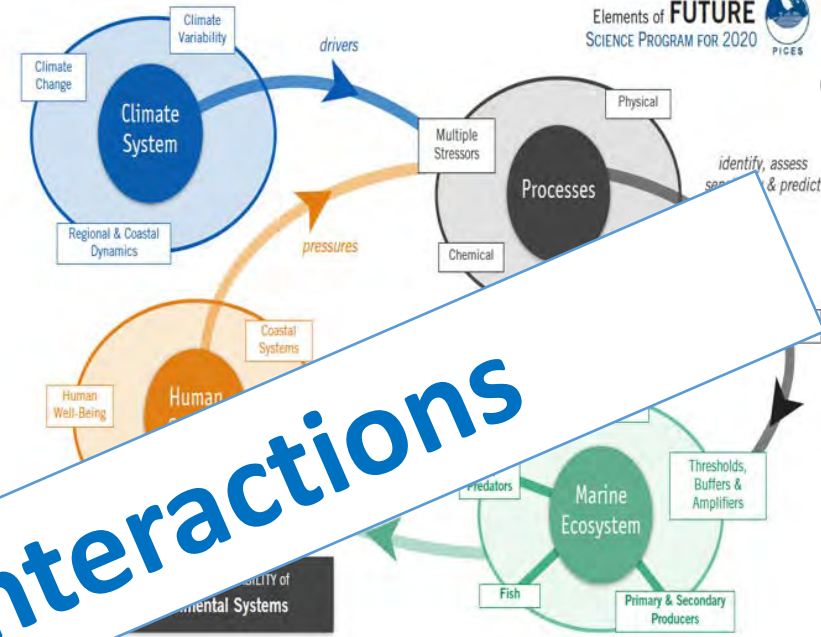 Climate
Variability
Elements of FUTURE
SCIENCE PROGRAM FOR 2020
PICES
drivers
Climate
Change
Climate
System
Physical
Multiple
Stressors
Processes
identify, assess
& predict
Regional & Coastal
Dynamics
pressures
Chemical
Coastal
Systems
Human
Well-Being
Human
nteractions
Predators
Marine
Ecosystem
Thresholds,
Buffers &
Amplifiers
Fish
Primary & Secondary
Producers
ILITY of
mental Systems